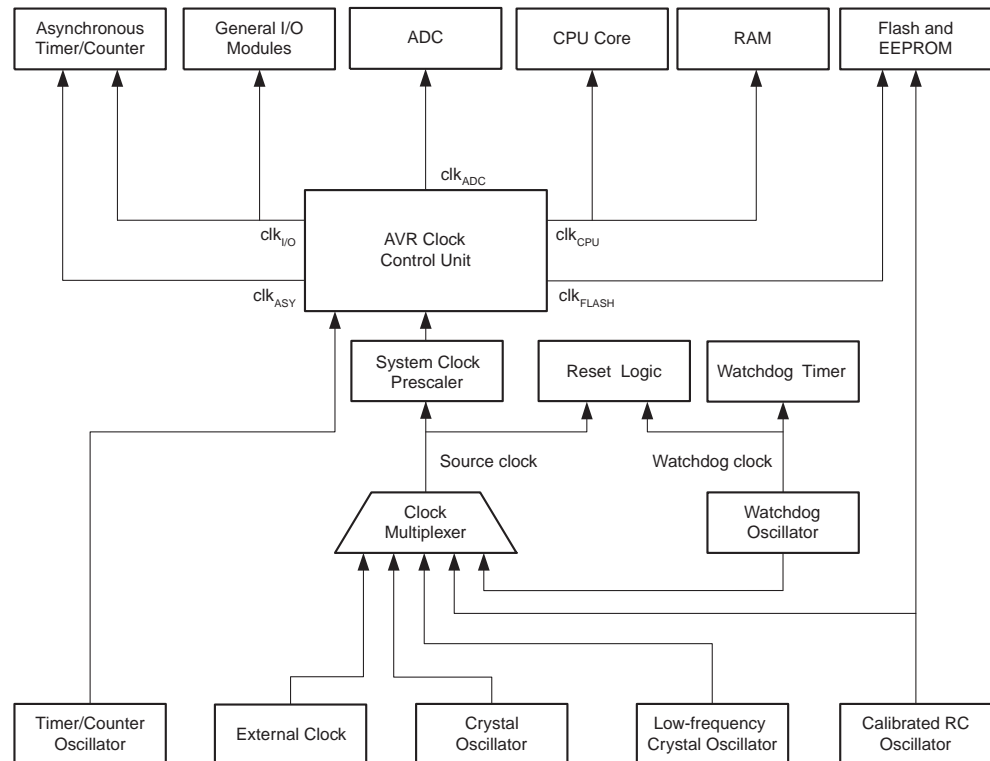 Asynchronous
Timer/Counter
General I/O
Modules
ADC
CPU Core
RAM
Flash and
EEPROM
clkADC
clkI/O
AVR Clock
Control Unit
clkCPU
clkASY
clkFLASH
System Clock
Prescaler
Reset Logic
Watchdog Timer
Source clock
Watchdog clock
Clock
Multiplexer
Watchdog
Oscillator
Timer/Counter
Oscillator
External Clock
Crystal
Oscillator
Low-frequency
Crystal Oscillator
Calibrated RC
Oscillator